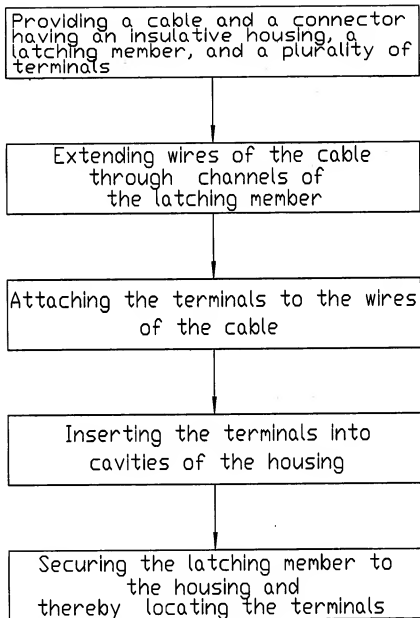 Providing a cable and a connector
having an insulative housing, a
latching member, and a plurality of
terminals
Extending wires of the cable
through channels of
the latching member
Attaching the terminals to the wires
of the cable
Inserting the terminals into
cavities of the housing
Securing the latching member to
the housing and
thereby locating the terminals